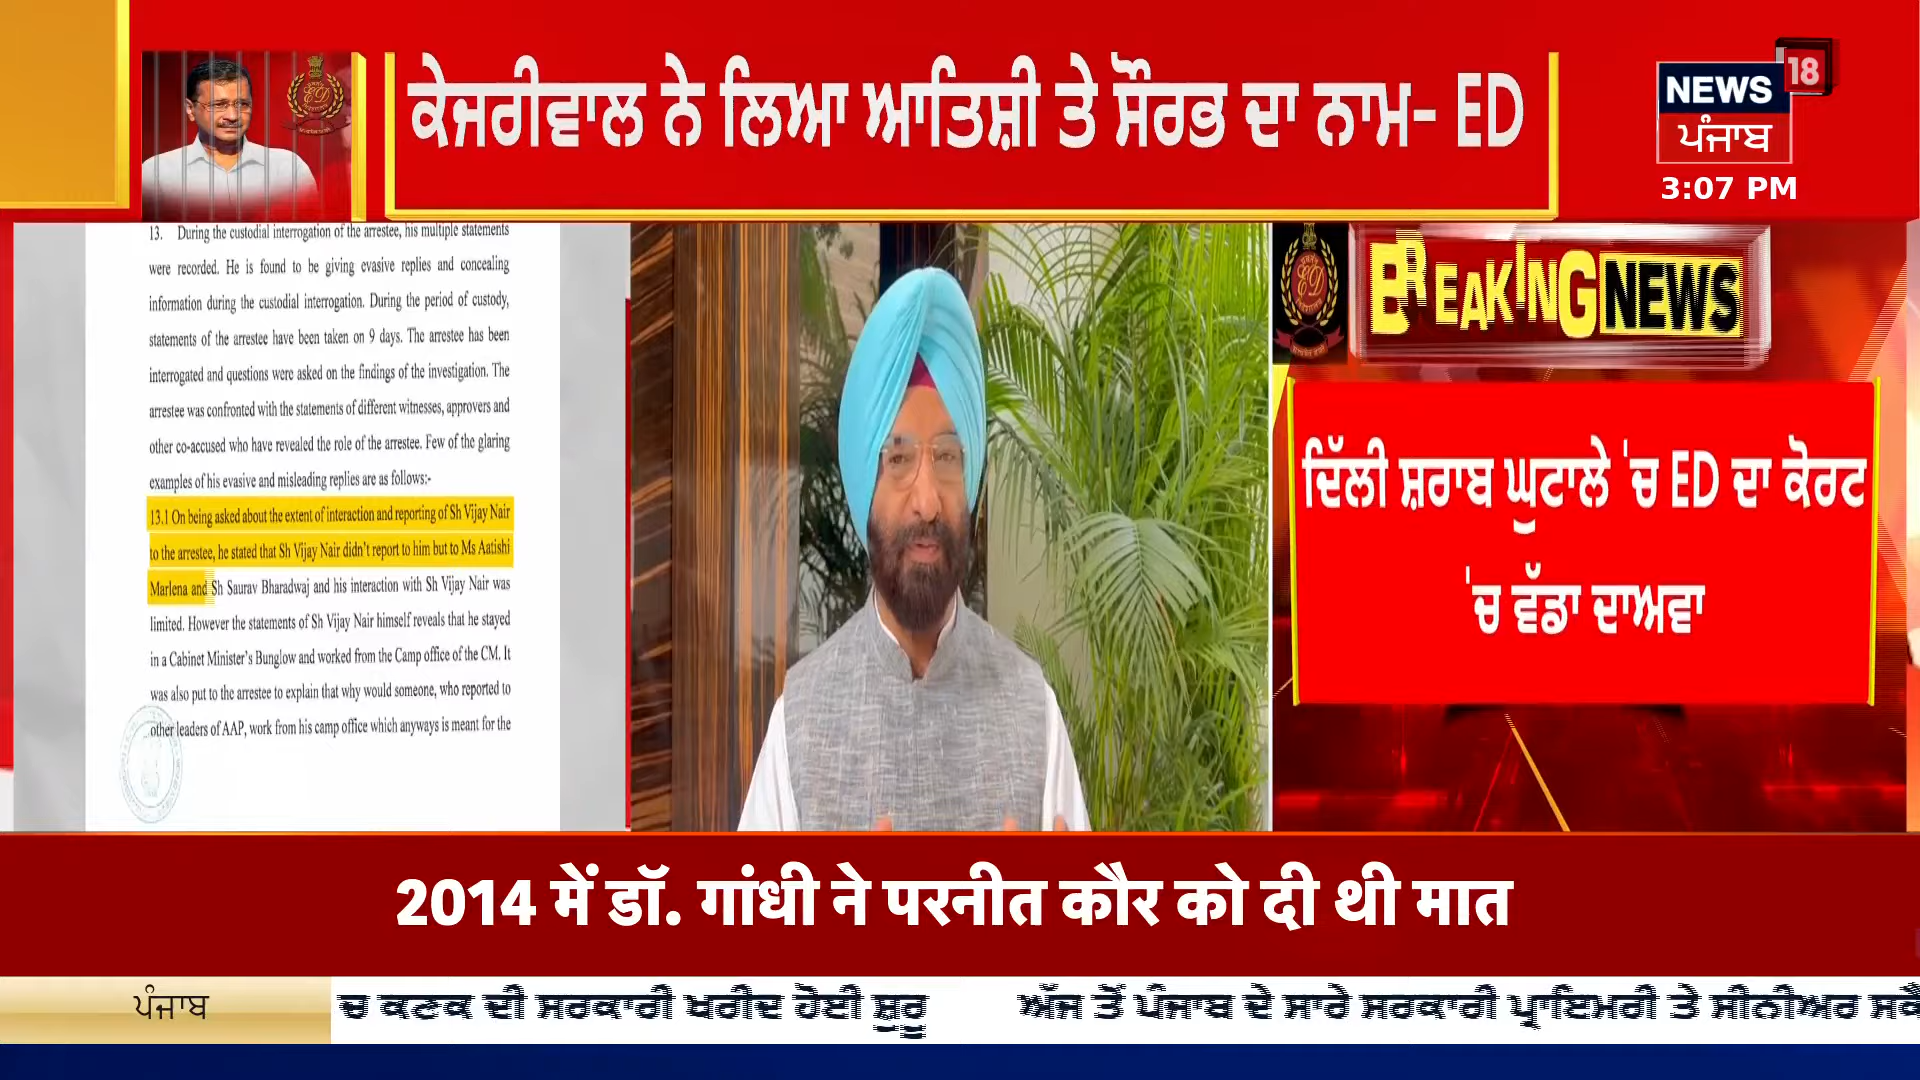 ਕੇਜਰੀਵਾਲ ਨੇ ਲਿਆ ਆਤਿਸ਼ੀ ਤੇ ਸੌਰਭ ਦਾ ਨਾਮ- ED
NEWS 18
ਪੰਜਾਬ
3:07 PM
13. During the custodial interrogation of the arrestee, his multiple statements
were recorded. He is found to be giving evasive replies and concealing
information during the custodial interrogation. During the period of custody,
statements of the arrestee have been taken on 9 days. The arrestee has been
interrogated and questions were asked on the findings of the investigation. The
arrestee was confronted with the statements of different witnesses, approvers and
other co-accused who have revealed the role of the arrestee. Few of the glaring
examples of his evasive and misleading replies are as follows:-
13.1 On being asked about the extent of interaction and reporting of Sh Vijay Nair
to the arrestee, he stated that Sh Vijay Nair didn't report to him but to Ms Aatishi
Marlena and Sh Saurav Bharadwaj and his interaction with Sh Vijay Nair was
limited. However the statements of Sh Vijay Nair himself reveals that he stayed
in a Cabinet Minister's Bunglow and worked from the Camp office of the CM. It
was also put to the arrestee to explain that why would someone, who reported to
other leaders of AAP, work from his camp office which anyways is meant for the
BREAKING NEWS
ਦਿੱਲੀ ਸ਼ਰਾਬ ਘੁਟਾਲੇ 'ਚ ED ਦਾ ਕੋਰਟ
'ਚ ਵੱਡਾ ਦਾਅਵਾ
2014 में डॉ. गांधी ने परनीत कौर को दी थी मात
ਪੰਜਾਬ
ਚ ਕਣਕ ਦੀ ਸਰਕਾਰੀ ਖਰੀਦ ਹੋਈ ਸ਼ੁਰੂ ਅੱਜ ਤੋਂ ਪੰਜਾਬ ਦੇ ਸਾਰੇ ਸਰਕਾਰੀ ਪ੍ਰਾਇਮਰੀ ਤੇ ਸੀਨੀਅਰ